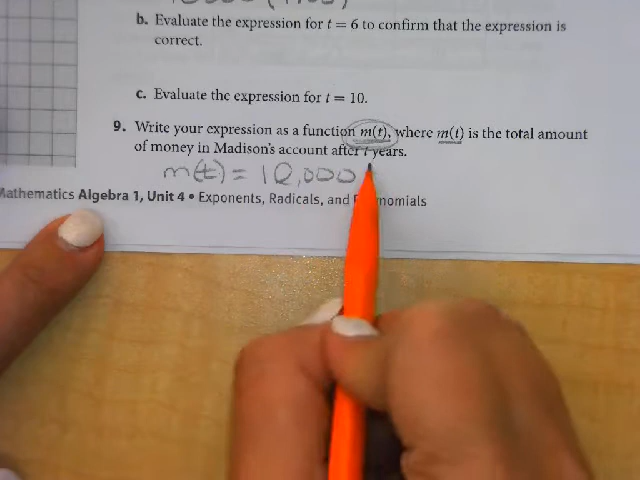 b. Evaluate the expression for t = 6 to confirm that the expression is
correct.
c. Evaluate the expression for t = 10.
9. Write your expression as a function m(t), where m(t) is the total amount
of money in Madison's account after t years.
m(t) = 10,000
Mathematics Algebra 1, Unit 4 • Exponents, Radicals, and